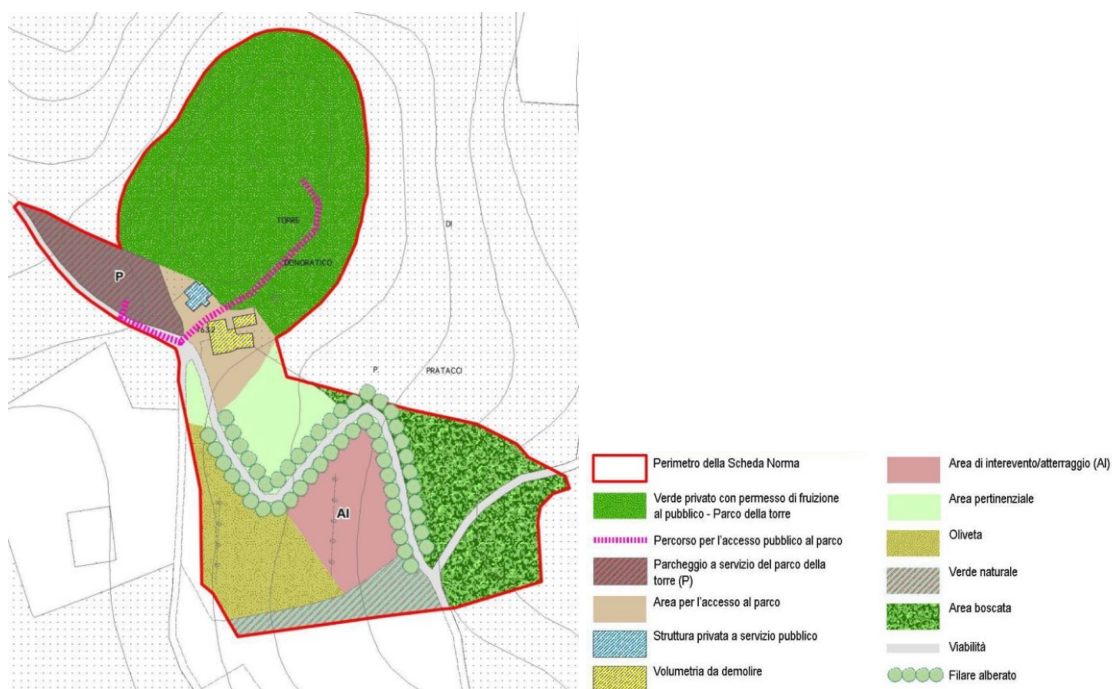 TORRE
DI
DONORATICO
P
1632
P.
PRATACCI
AI
Perimetro della Scheda Norma
Verde privato con permesso di fruizione
al pubblico - Parco della torre
Percorso per l'accesso pubblico al parco
Parcheggio a servizio del parco della
torre (P)
Area per l'accesso al parco
Struttura privata a servizio pubblico
Volumetria da demolire
Area di interevento/atterraggio (AI)
Area pertinenziale
Oliveta
Verde naturale
Area boscata
Viabilità
Filare alberato